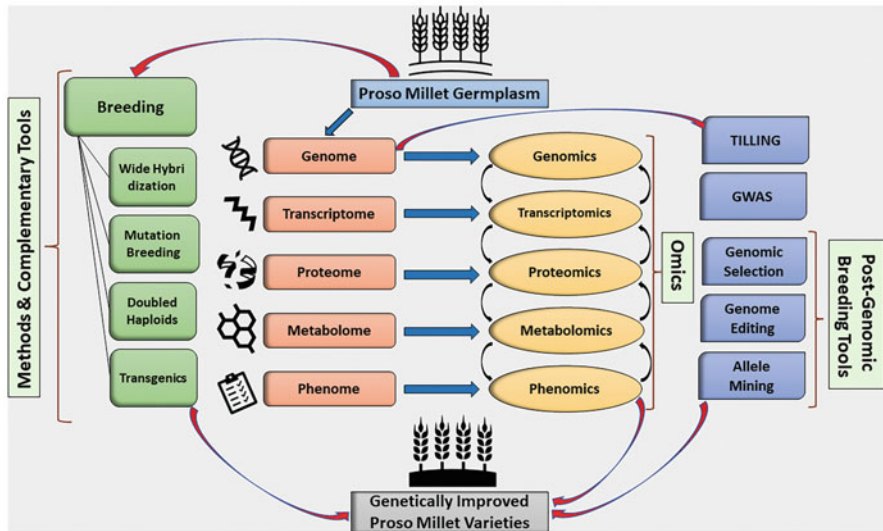 Proso Millet Germplasm
Methods & Complementary Tools
Breeding
Wide Hybri
dization
Mutation
Breeding
Doubled
Haploids
Transgenics
Genome
Transcriptome
Proteome
Metabolome
Phenome
Genomics
Transcriptomics
Proteomics
Metabolomics
Phenomics
Omics
TILLING
GWAS
Genomic
Selection
Genome
Editing
Allele
Mining
Post-Genomic
Breeding Tools
Genetically Improved
Proso Millet Varieties